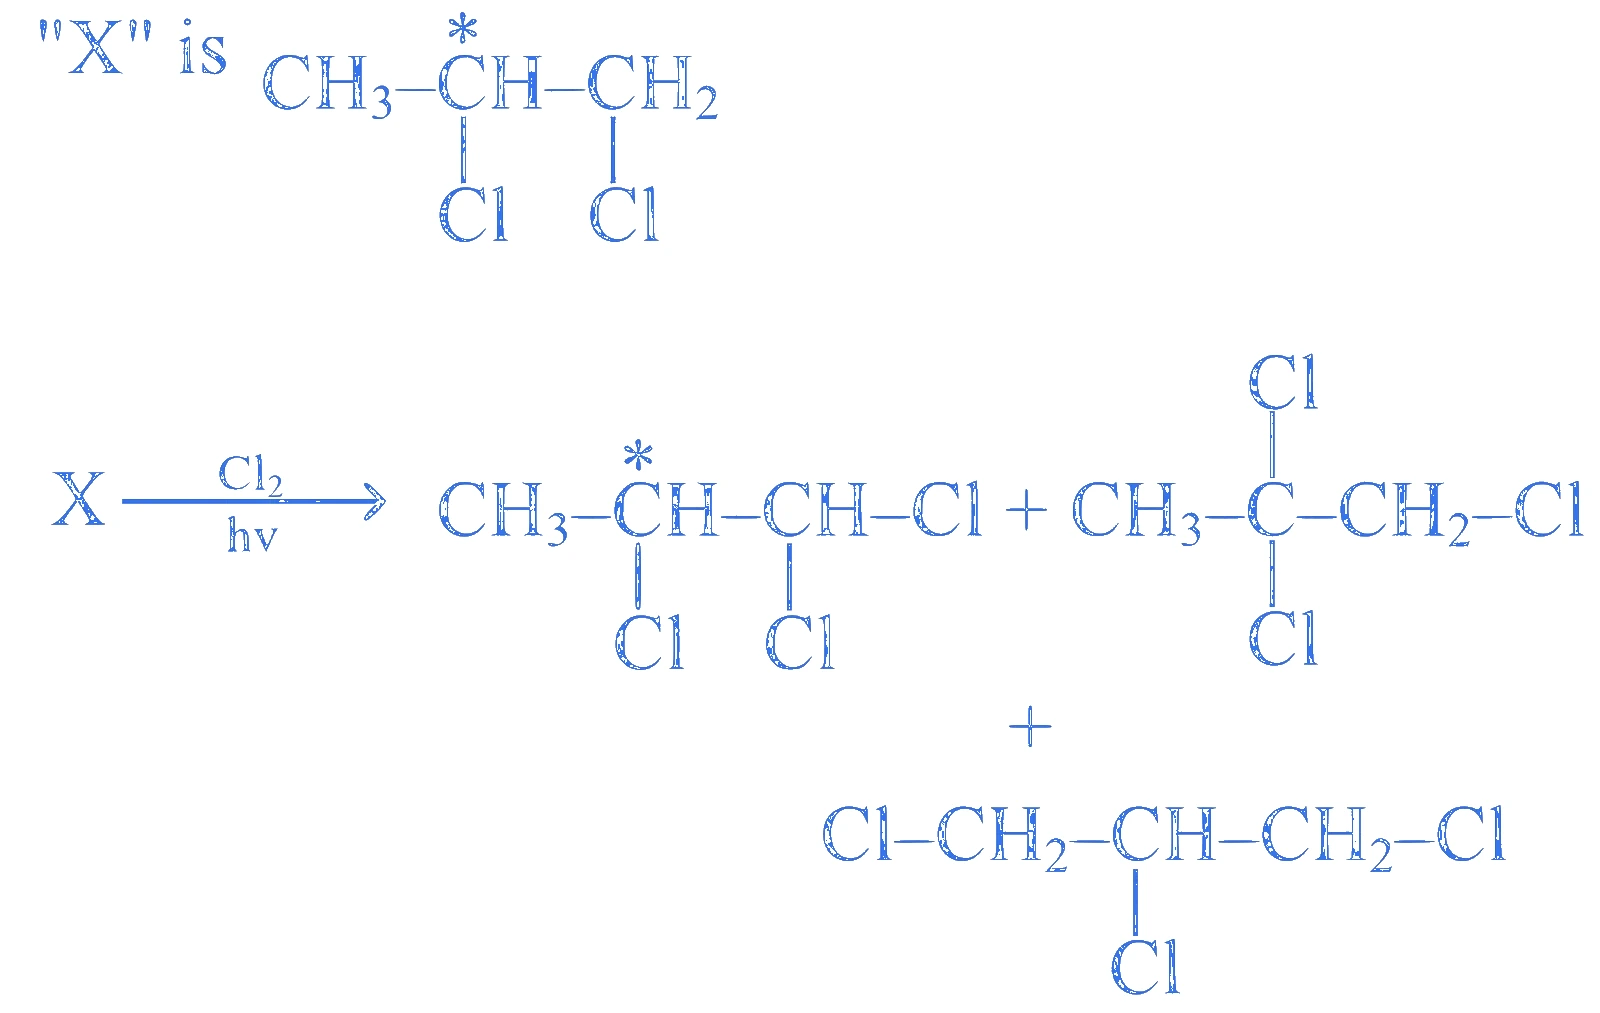 "X" is CH3—*CH—CH2
Cl Cl
Cl
X Cl2 hv CH3—*CH—CH—Cl + CH3—C—CH2—Cl
Cl Cl Cl
+
Cl—CH2—CH—CH2—Cl
Cl